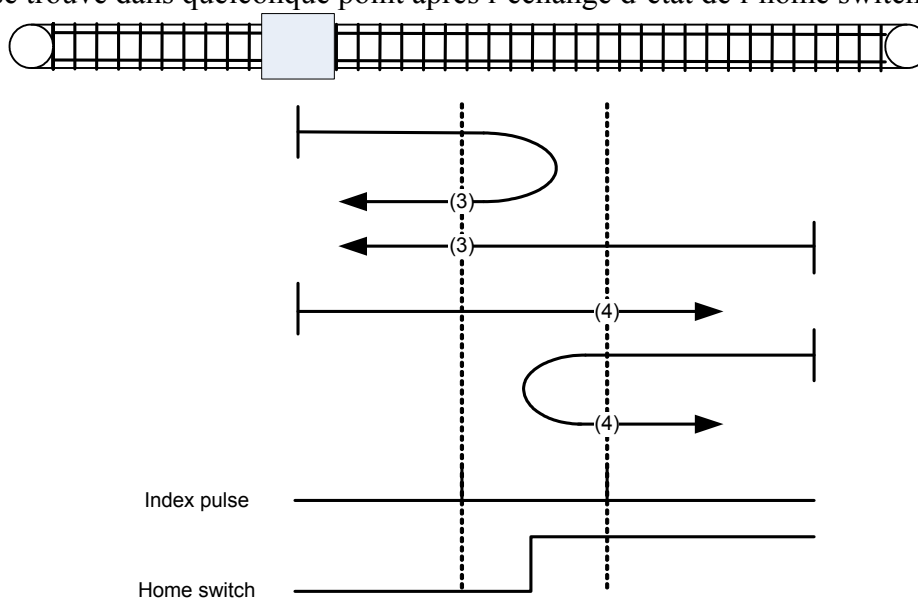 se trouve dans quelconque point après l'échange d'état de l'home switch
(3)
(3)
(4)
(4)
Index pulse
Home switch